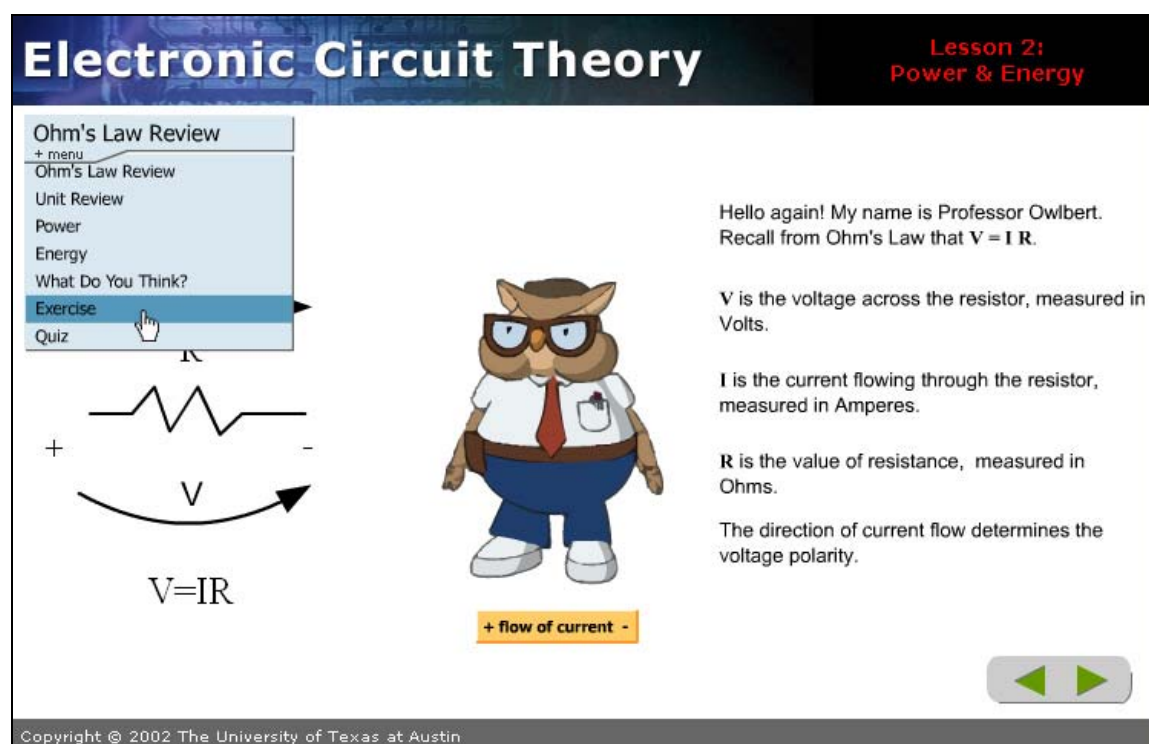 Electronic Circuit Theory
Lesson 2:
Power & Energy
Ohm's Law Review
+ menu
Ohm's Law Review
Unit Review
Power
Energy
What Do You Think?
Exercise
Quiz
R
+ -
V
V=IR
+ flow of current -
Hello again! My name is Professor Owlbert.
Recall from Ohm's Law that V = I R.
V is the voltage across the resistor, measured in
Volts.
I is the current flowing through the resistor,
measured in Amperes.
R is the value of resistance, measured in
Ohms.
The direction of current flow determines the
voltage polarity.
Copyright © 2002 The University of Texas at Austin